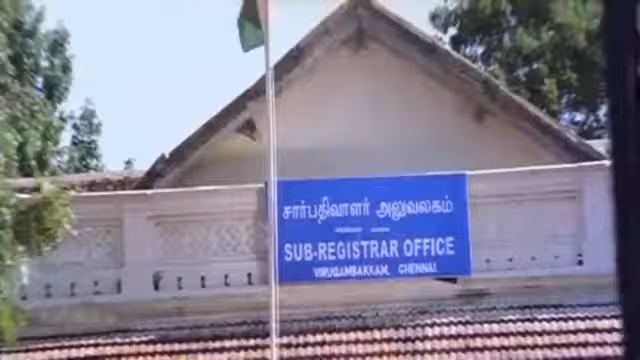 சார்பதிவாளர் அலுவலகம்
SUB-REGISTRAR OFFICE
VIRUGAMBAKKAM, CHENNAI.